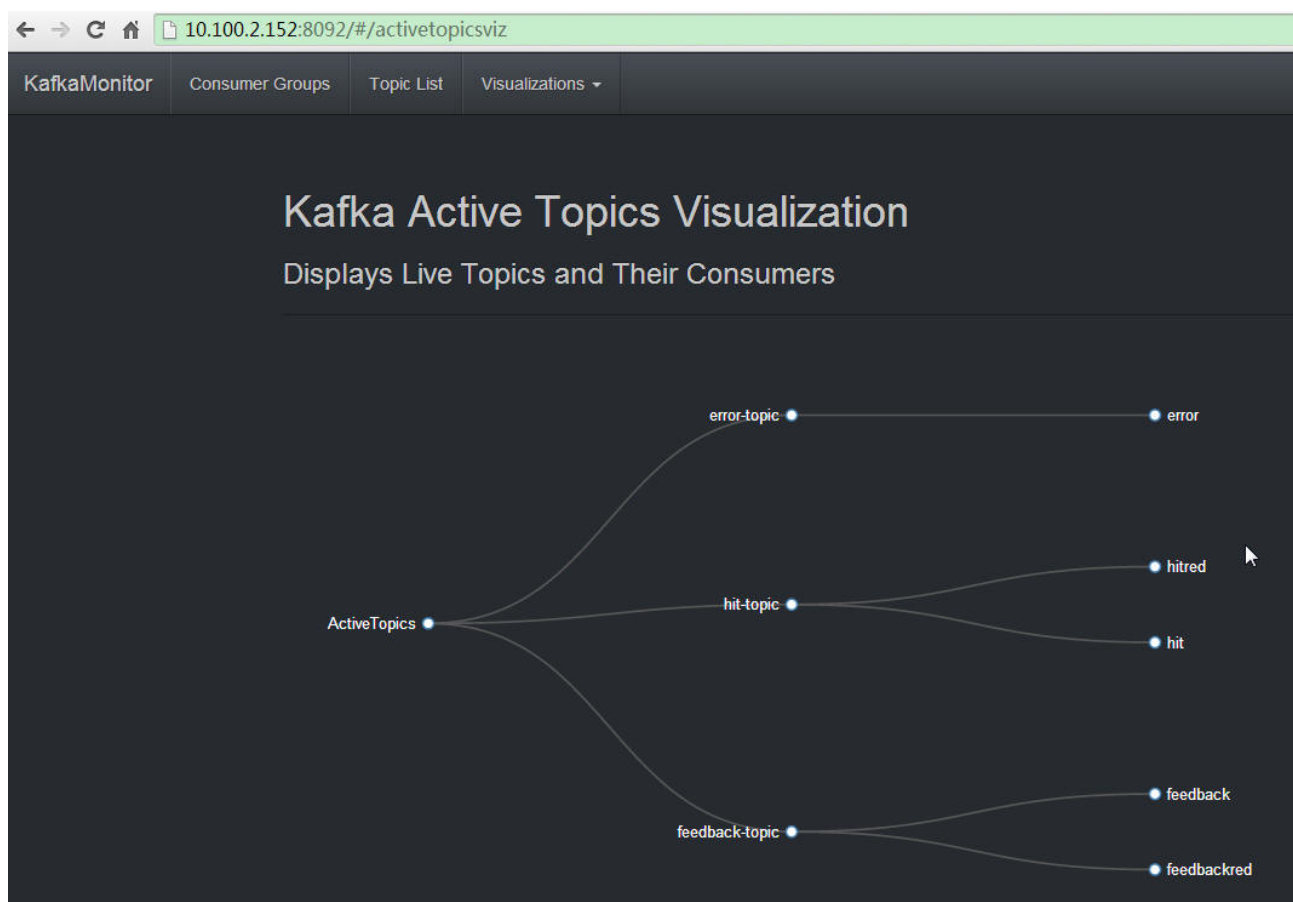 10.100.2.152:8092/#/activetopicsviz
KafkaMonitor Consumer Groups Topic List Visualizations
Kafka Active Topics Visualization
Displays Live Topics and Their Consumers
error-topic error
hitred
hit-topic
ActiveTopics
hit
feedback
feedback-topic
feedbackred